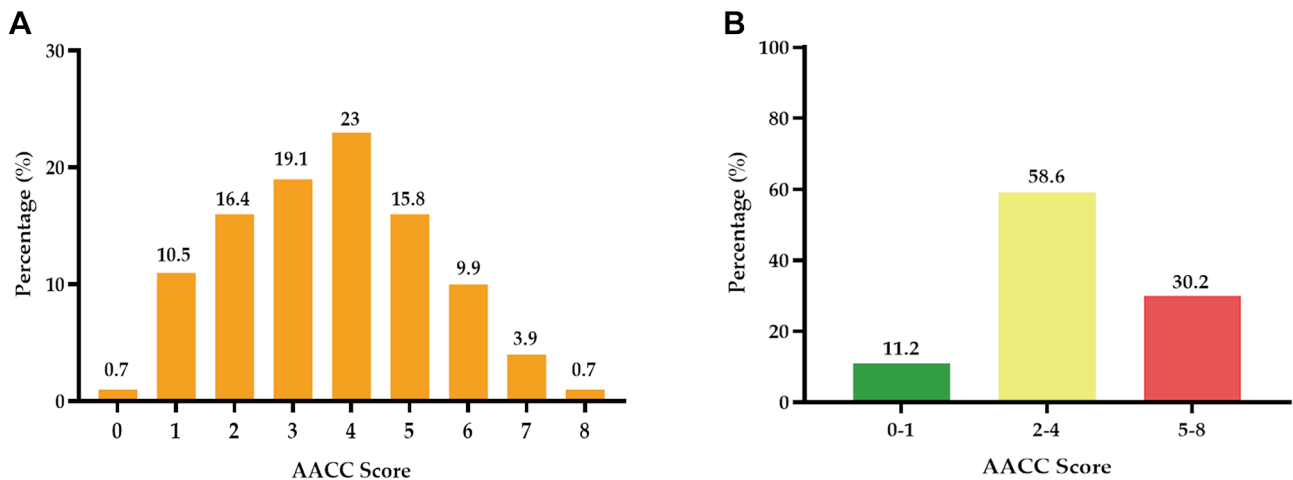 A
Percentage (%)
30
20
10
0
0.7
10.5
16.4
19.1
23
15.8
9.9
3.9
0.7
0 1 2 3 4 5 6 7 8
AACC Score
B
Percentage (%)
100
80
60
40
20
0
11.2
58.6
30.2
0-1 2-4 5-8
AACC Score